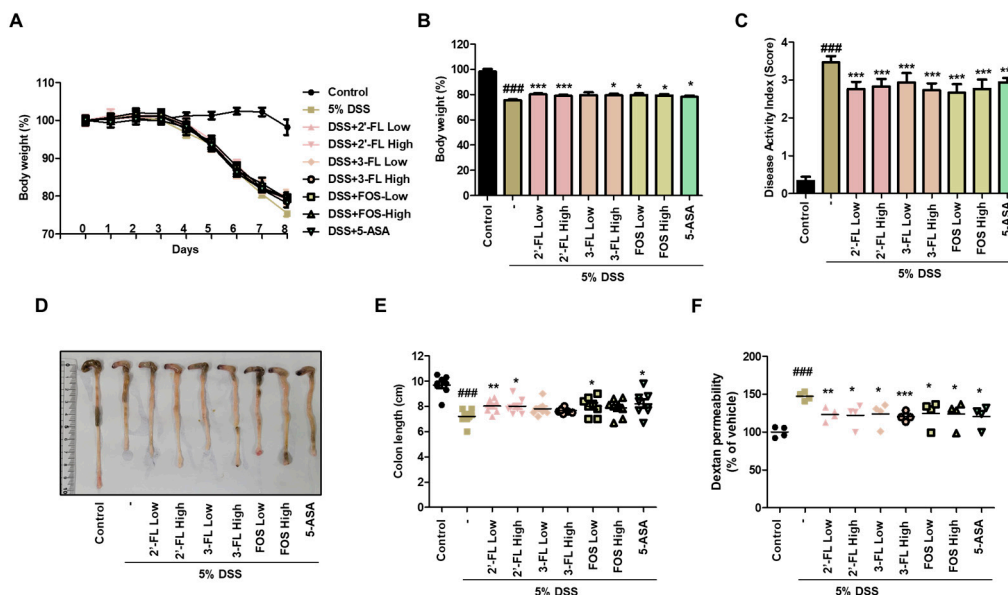 A
Body weight (%)
110
100
90
80
70
0 1 2 3 4 5 6 7 8
Days
Control
5% DSS
DSS+2'-FL Low
DSS+2'-FL High
DSS+3-FL Low
DSS+3-FL High
DSS+FOS-Low
DSS+FOS-High
DSS+5-ASA
B
Body weight (%)
120
100
80
60
40
20
0
### *** *** * * * *
Control
-
2'-FL Low
2'-FL High
3-FL Low
3-FL High
FOS Low
FOS High
5-ASA
5% DSS
C
Disease Activity Index (Score)
4
3
2
1
0
### *** *** *** *** *** *** **
Control
-
2'-FL Low
2'-FL High
3-FL Low
3-FL High
FOS Low
FOS High
5-ASA
5% DSS
D
Control
-
2'-FL Low
2'-FL High
3-FL Low
3-FL High
FOS Low
FOS High
5-ASA
5% DSS
E
Colon length (cm)
12
10
8
6
4
2
0
### ** * * *
Control
-
2'-FL Low
2'-FL High
3-FL Low
3-FL High
FOS Low
FOS High
5-ASA
5% DSS
F
Dextan permeability
(% of vehicle)
200
150
100
50
0
### ** * * *** * * *
Control
-
2'-FL Low
2'-FL High
3-FL Low
3-FL High
FOS Low
FOS High
5-ASA
5% DSS